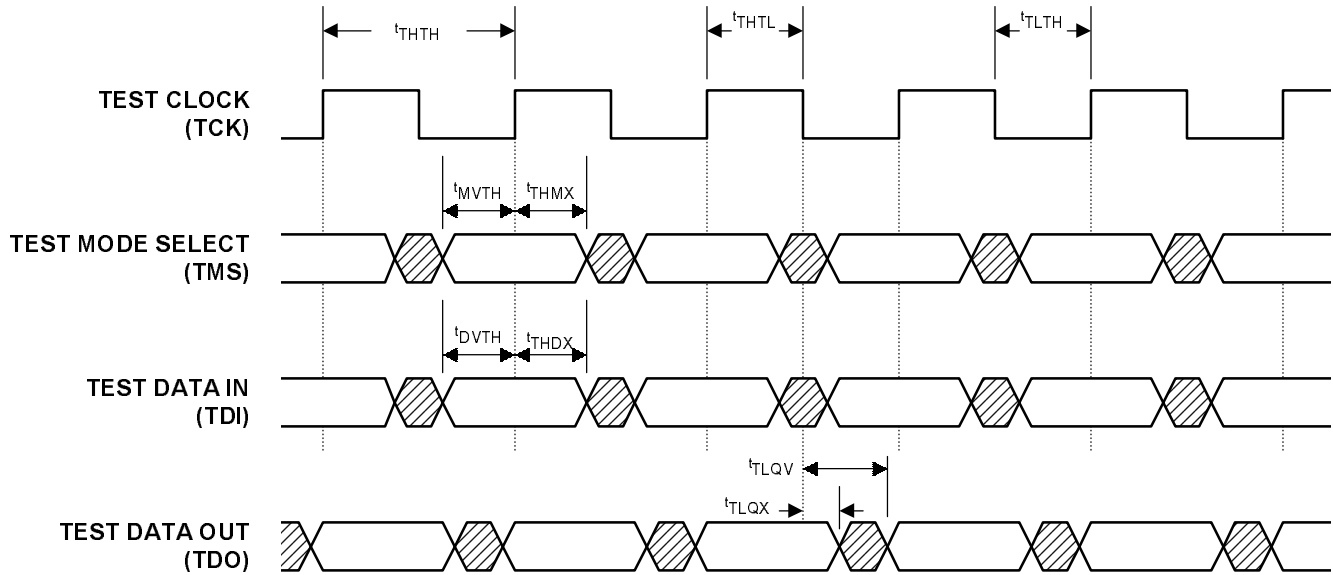 tTHTH
tTHTL
tTLTH
TEST CLOCK
(TCK)
tMVTH
tTHMX
TEST MODE SELECT
(TMS)
tDVTH
tTHDX
TEST DATA IN
(TDI)
tTLQV
tTLQX
TEST DATA OUT
(TDO)